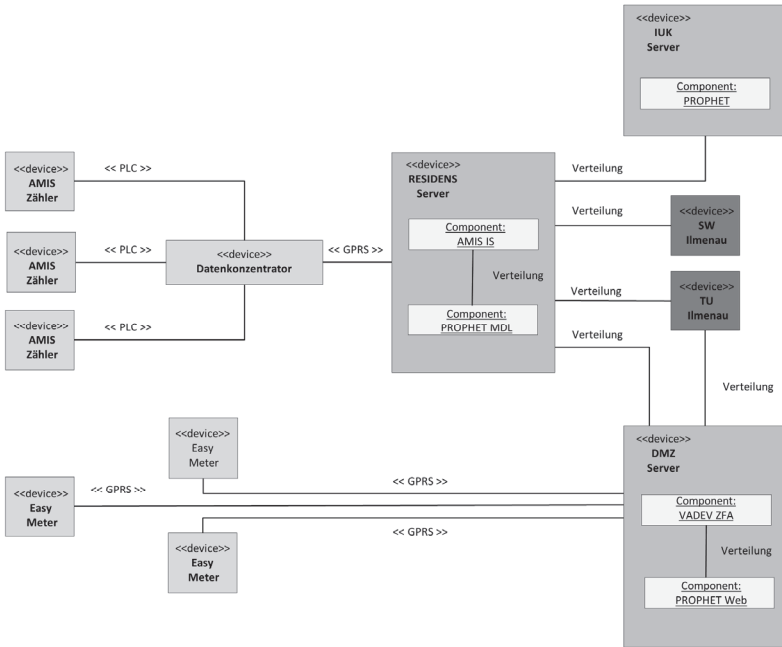 <<device>>
IUK
Server
Component:
PROPHET
<<device>>
AMIS
Zähler
<< PLC >>
<<device>>
AMIS
Zähler
<< PLC >>
<<device>>
AMIS
Zähler
<< PLC >>
<<device>>
Datenkonzentrator
<< GPRS >>
<<device>>
RESIDENS
Server
Component:
AMIS IS
Verteilung
Component:
PROPHET MDL
Verteilung
Verteilung
<<device>>
SW
Ilmenau
Verteilung
<<device>>
TU
Ilmenau
Verteilung
Verteilung
<<device>>
Easy
Meter
<< GPRS >>
<<device>>
Easy
Meter
<< GPRS >>
<<device>>
Easy
Meter
<< GPRS >>
<<device>>
DMZ
Server
Component:
VADEV ZFA
Verteilung
Component:
PROPHET Web